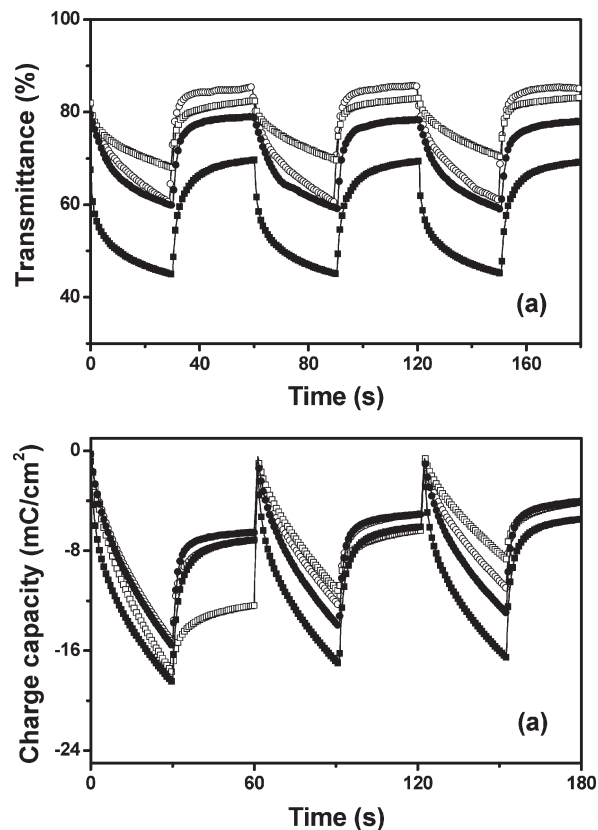 100
80
60
40
Transmittance (%)
(a)
0 40 80 120 160
Time (s)
0
-8
-16
-24
Charge capacity (mC/cm²)
(a)
0 60 120 180
Time (s)